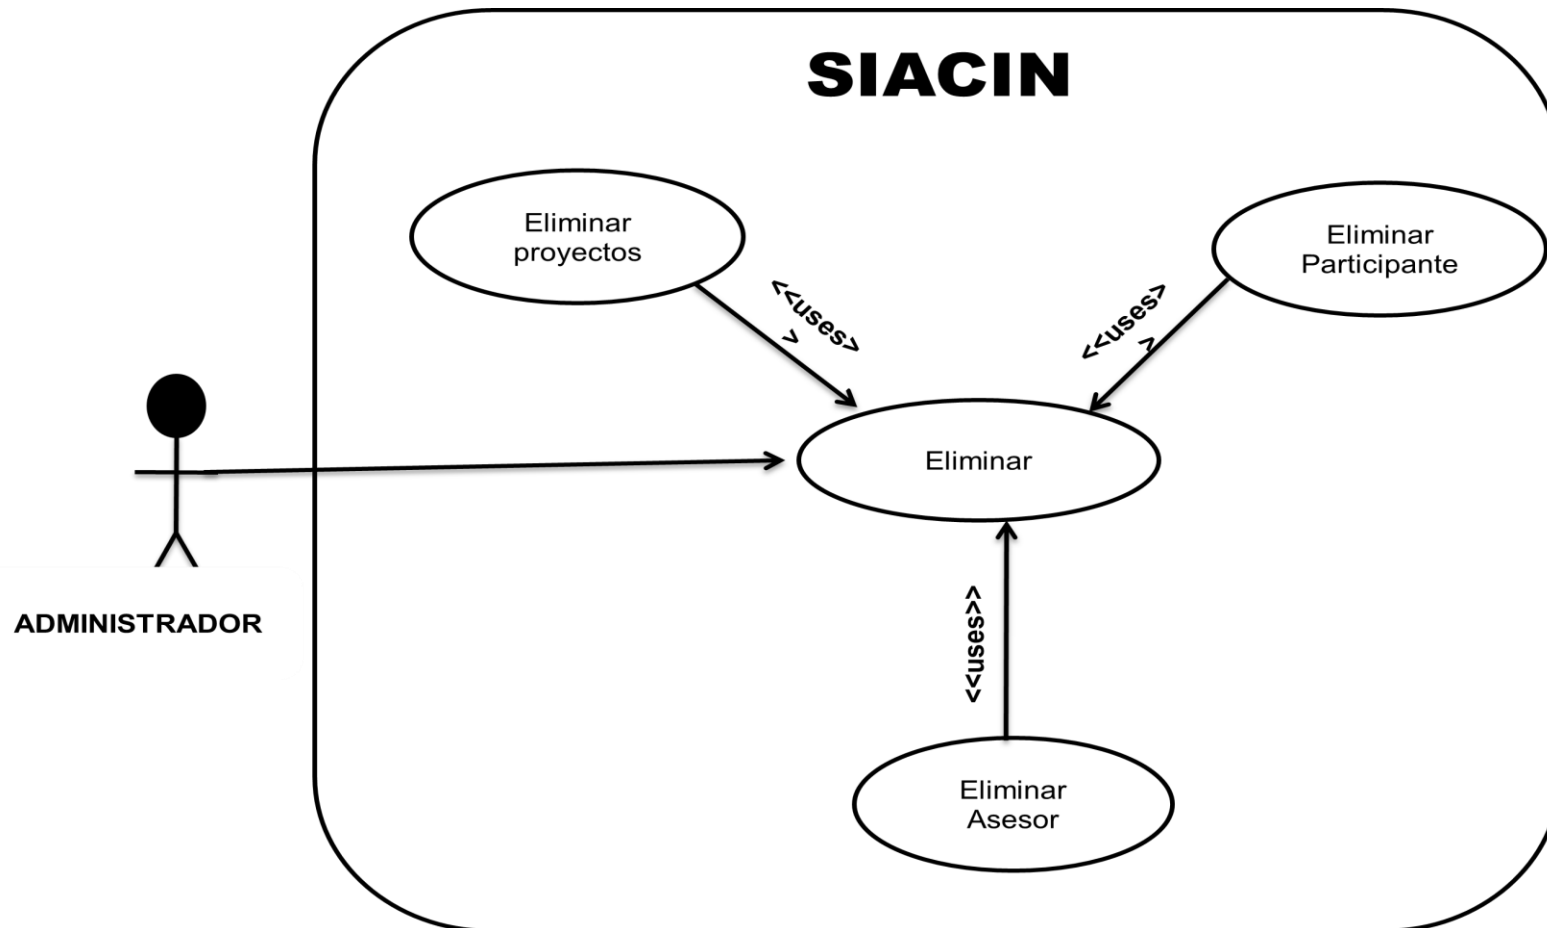 SIACIN
Eliminar
proyectos
Eliminar
Participante
<<uses>
>
<<uses>
>
Eliminar
ADMINISTRADOR
<<uses>>
Eliminar
Asesor